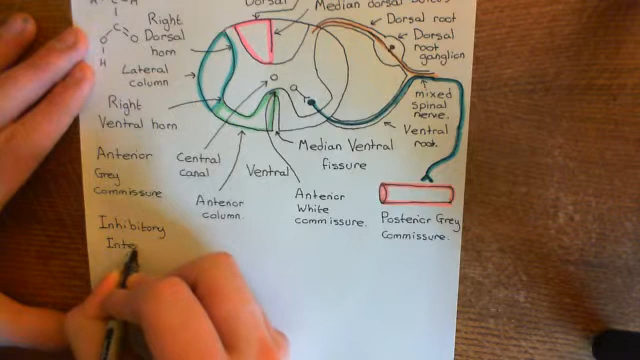 H C H
C
O O
H
Dorsal
Median dorsal
Right
Dorsal
horn
Dorsal root
Dorsal
root
ganglion
Lateral
column
Right
Ventral horn
mixed
spinal
nerve.
Ventral
root.
Anterior
Grey
Commissure
Central
canal
Ventral
Median Ventral
fissure
Anterior
column.
Anterior
White
commissure.
Posterior Grey
Commissure.
Inhibitory
Inte